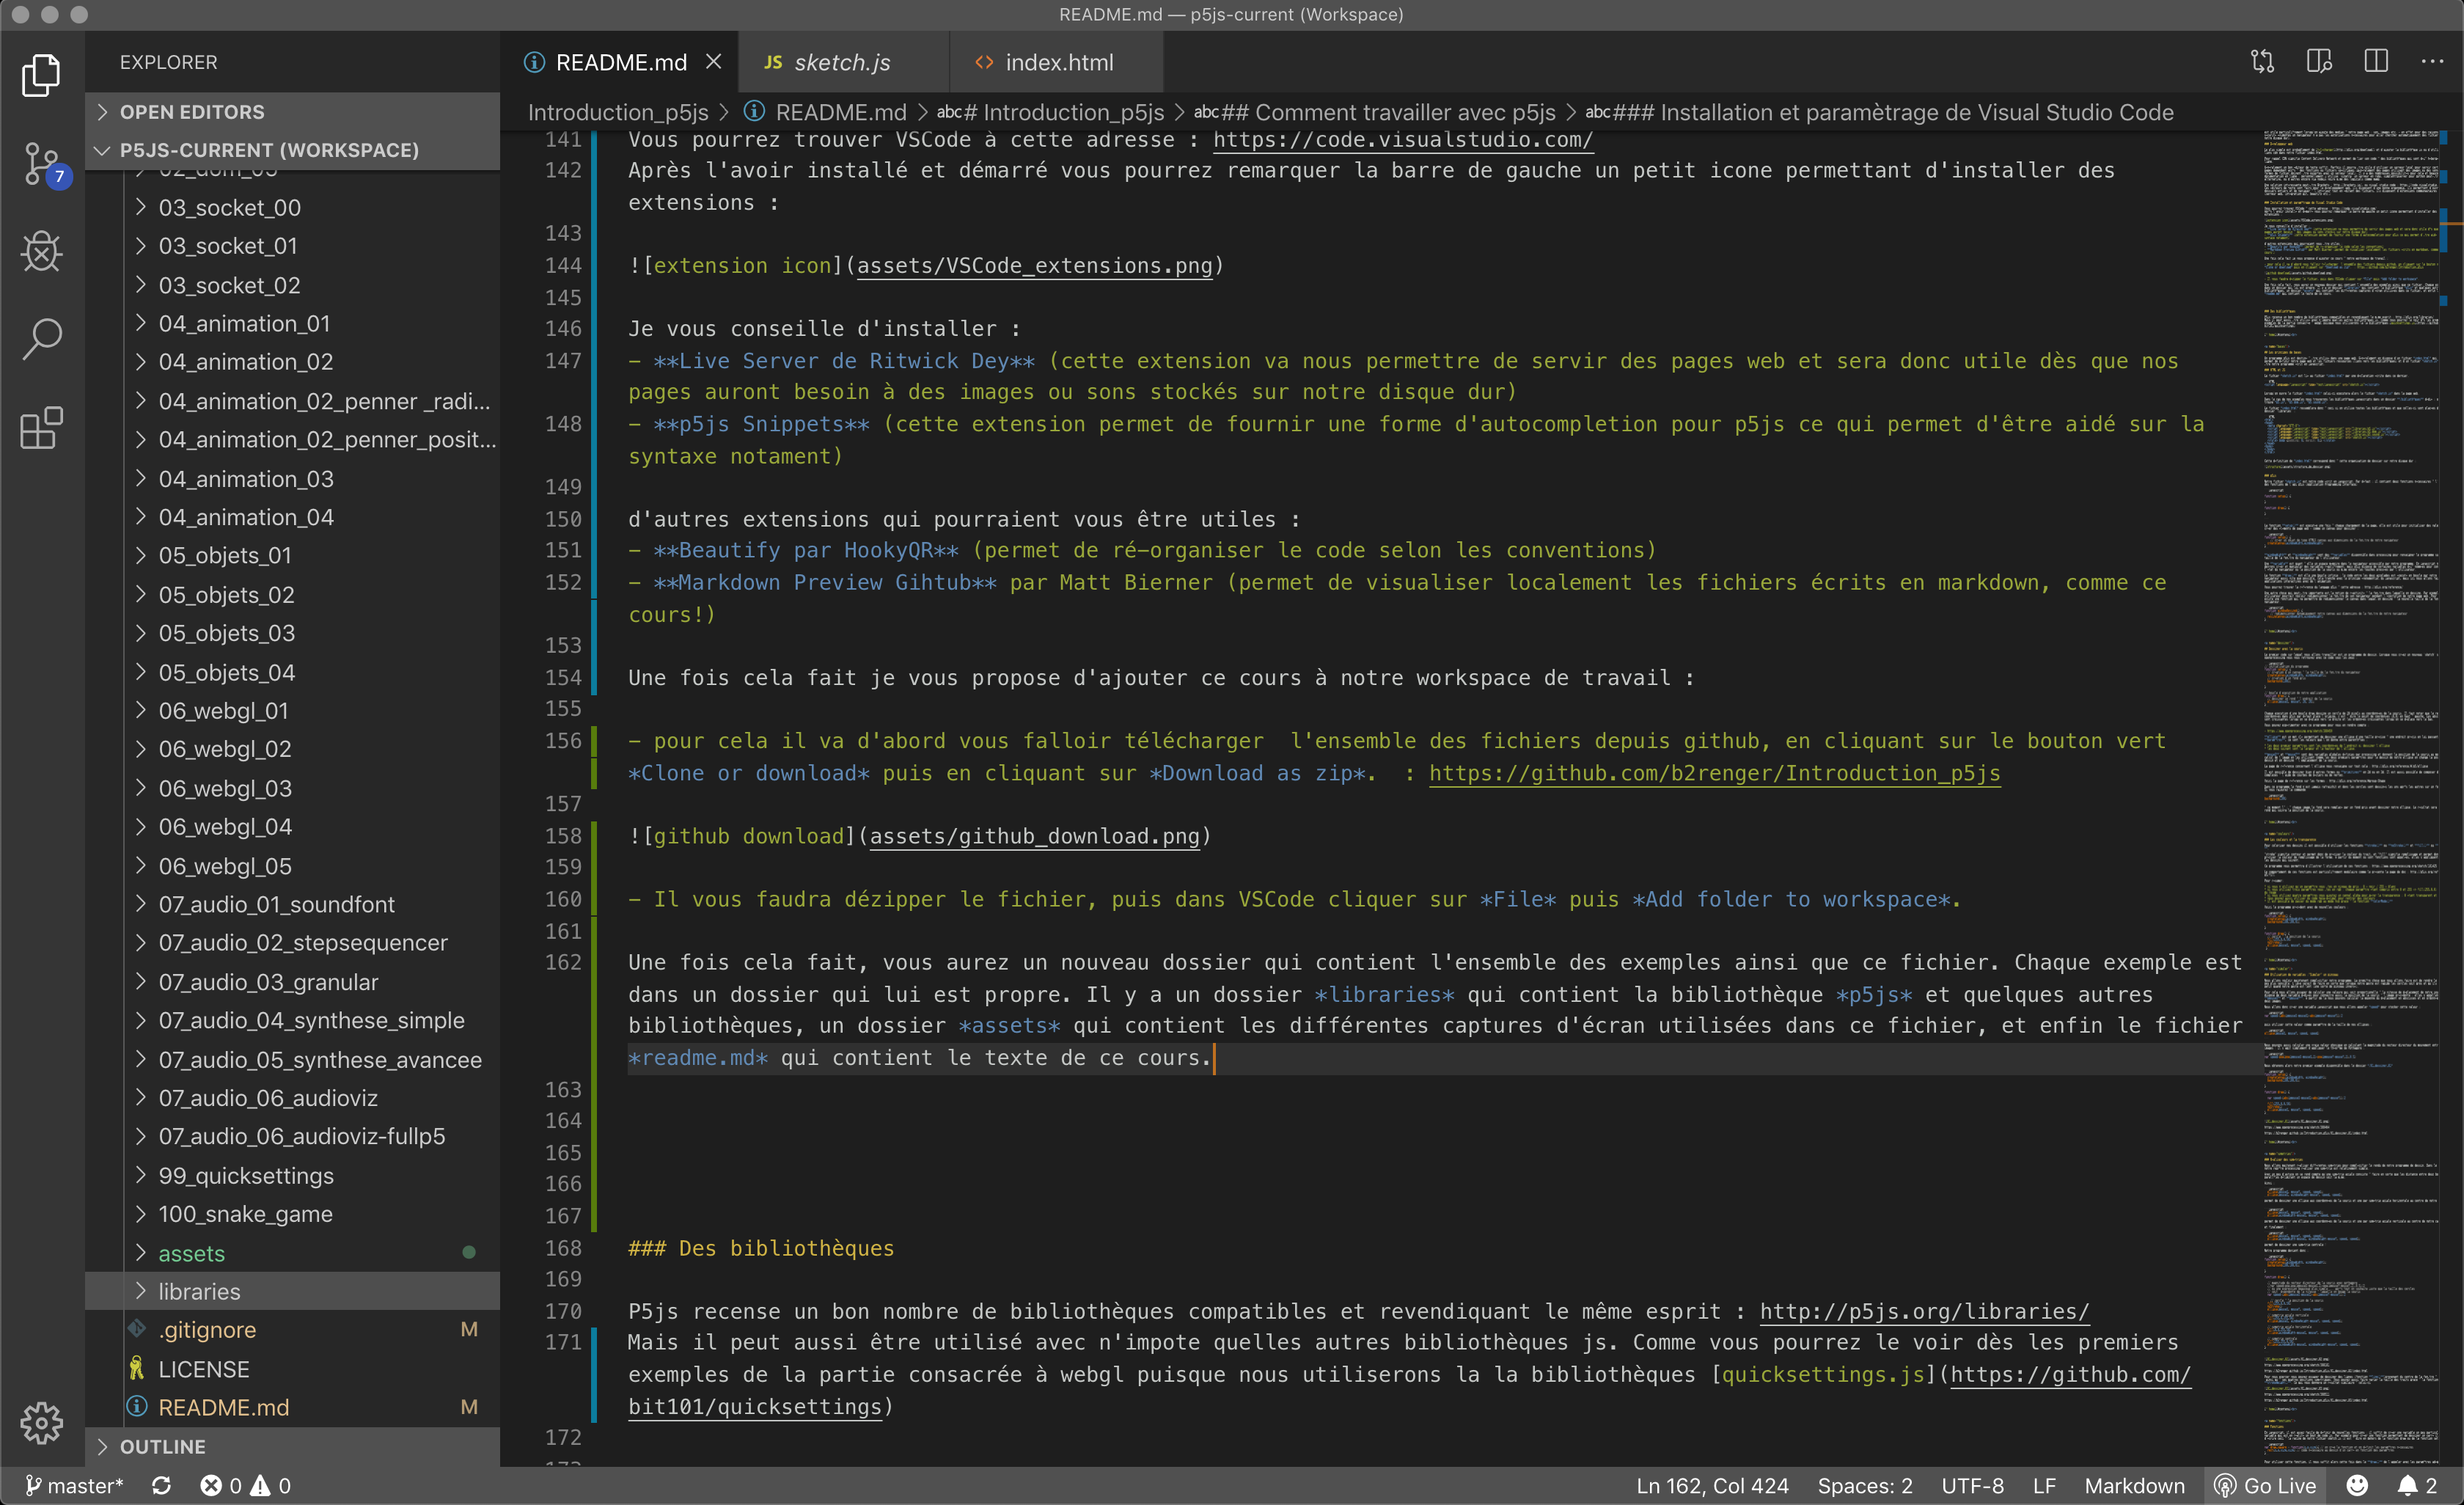 README.md — p5js-current (Workspace)
EXPLORER
OPEN EDITORS
P5JS-CURRENT (WORKSPACE)
7
02_dom_03
03_socket_00
03_socket_01
03_socket_02
04_animation_01
04_animation_02
04_animation_02_penner _radi...
04_animation_02_penner_posit...
04_animation_03
04_animation_04
05_objets_01
05_objets_02
05_objets_03
05_objets_04
06_webgl_01
06_webgl_02
06_webgl_03
06_webgl_04
06_webgl_05
07_audio_01_soundfont
07_audio_02_stepsequencer
07_audio_03_granular
07_audio_04_synthese_simple
07_audio_05_synthese_avancee
07_audio_06_audioviz
07_audio_06_audioviz-fullp5
99_quicksettings
100_snake_game
assets
libraries
.gitignore M
LICENSE
README.md M
OUTLINE
README.md JS sketch.js <> index.html
Introduction_p5js > README.md > abc# Introduction_p5js > abc## Comment travailler avec p5js > abc### Installation et paramètrage de Visual Studio Code
141 Vous pourrez trouver VSCode à cette adresse : https://code.visualstudio.com/
142 Après l'avoir installé et démarré vous pourrez remarquer la barre de gauche un petit icone permettant d'installer des
extensions :
143
144 ![extension icon](assets/VSCode_extensions.png)
145
146 Je vous conseille d'installer :
147 - **Live Server de Ritwick Dey** (cette extension va nous permettre de servir des pages web et sera donc utile dès que nos
pages auront besoin à des images ou sons stockés sur notre disque dur)
148 - **p5js Snippets** (cette extension permet de fournir une forme d'autocompletion pour p5js ce qui permet d'être aidé sur la
syntaxe notament)
149
150 d'autres extensions qui pourraient vous être utiles :
151 - **Beautify par HookyQR** (permet de ré-organiser le code selon les conventions)
152 - **Markdown Preview Gihtub** par Matt Bierner (permet de visualiser localement les fichiers écrits en markdown, comme ce
cours!)
153
154 Une fois cela fait je vous propose d'ajouter ce cours à notre workspace de travail :
155
156 - pour cela il va d'abord vous falloir télécharger  l'ensemble des fichiers depuis github, en cliquant sur le bouton vert
*Clone or download* puis en cliquant sur *Download as zip*.  : https://github.com/b2renger/Introduction_p5js
157
158 ![github download](assets/github_download.png)
159
160 - Il vous faudra dézipper le fichier, puis dans VSCode cliquer sur *File* puis *Add folder to workspace*.
161
162 Une fois cela fait, vous aurez un nouveau dossier qui contient l'ensemble des exemples ainsi que ce fichier. Chaque exemple est
dans un dossier qui lui est propre. Il y a un dossier *libraries* qui contient la bibliothèque *p5js* et quelques autres
bibliothèques, un dossier *assets* qui contient les différentes captures d'écran utilisées dans ce fichier, et enfin le fichier
*readme.md* qui contient le texte de ce cours.
163
164
165
166
167
168 ### Des bibliothèques
169
170 P5js recense un bon nombre de bibliothèques compatibles et revendiquant le même esprit : http://p5js.org/libraries/
171 Mais il peut aussi être utilisé avec n'impote quelles autres bibliothèques js. Comme vous pourrez le voir dès les premiers
exemples de la partie consacrée à webgl puisque nous utiliserons la la bibliothèques [quicksettings.js](https://github.com/
bit101/quicksettings)
172
master* 0 0 Ln 162, Col 424 Spaces: 2 UTF-8 LF Markdown Go Live 2